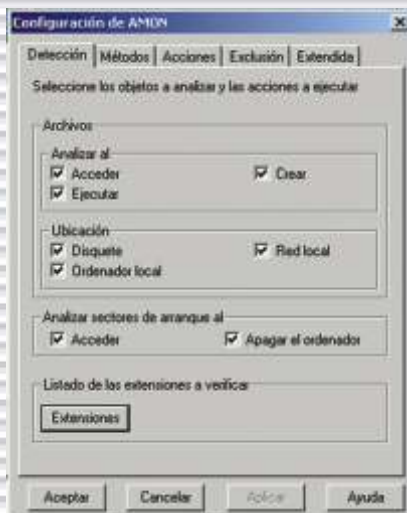 Configuración de AMON
Detección Métodos Acciones Exclusión Extendida
Seleccione los objetos a analizar y las acciones a ejecutar
Archivos
Analizar al
Acceder Crear
Ejecutar
Ubicación
Disquete Red local
Ordenador local
Analizar sectores de arranque al
Acceder Apagar el ordenador
Listado de las extensiones a verificar
Extensiones
Aceptar Cancelar Aplicar Ayuda